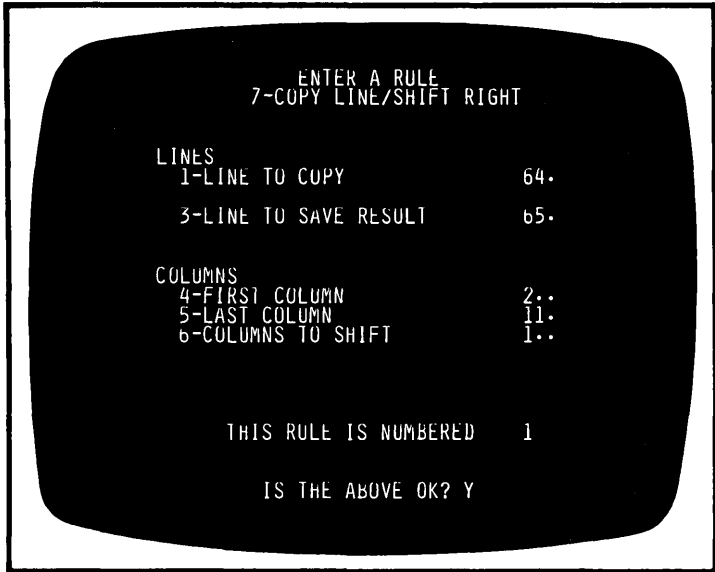 ENTER A RULE
7-COPY LINE/SHIFT RIGHT
LINES
1-LINE TO COPY 64.
3-LINE TO SAVE RESULT 65.
COLUMNS
4-FIRST COLUMN 2..
5-LAST COLUMN 11.
6-COLUMNS TO SHIFT 1..
THIS RULE IS NUMBERED 1
IS THE ABOVE OK? Y